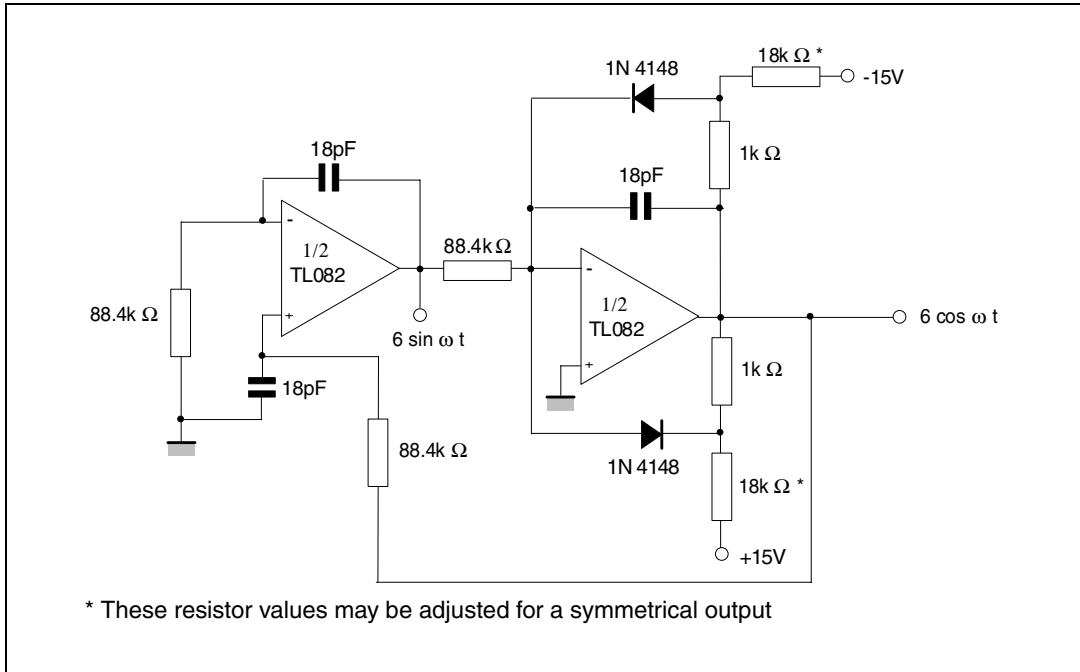 18k Ω *
1N 4148
-15V
1k Ω
18pF
18pF
-
1/2
TL082
88.4k Ω
-
88.4k Ω
1/2
TL082
+
6 sin ω t
6 cos ω t
+
1k Ω
18pF
88.4k Ω
1N 4148
18k Ω *
+15V
* These resistor values may be adjusted for a symmetrical output